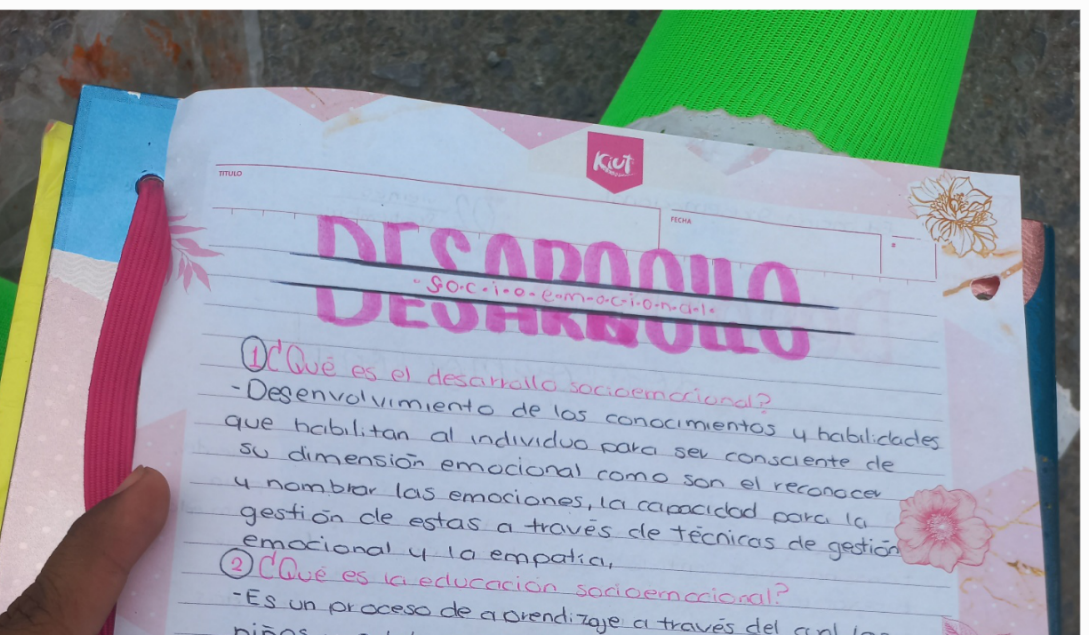 Kiut
TITULO
FECHA
DESARROLLO
-S-o-c-i-o-e-m-o-c-i-o-n-a-l-
① ¿Qué es el desarrollo socioemocional?
- Desenvolvimiento de los conocimientos y habilidades
que habilitan al individuo para ser consciente de
su dimensión emocional como son el reconocer
y nombrar las emociones, la capacidad para la
gestión de estas a través de técnicas de gestión
emocional y la empatía,
② ¿Qué es la educación socioemocional?
- Es un proceso de aprendizaje a través del cual
niños